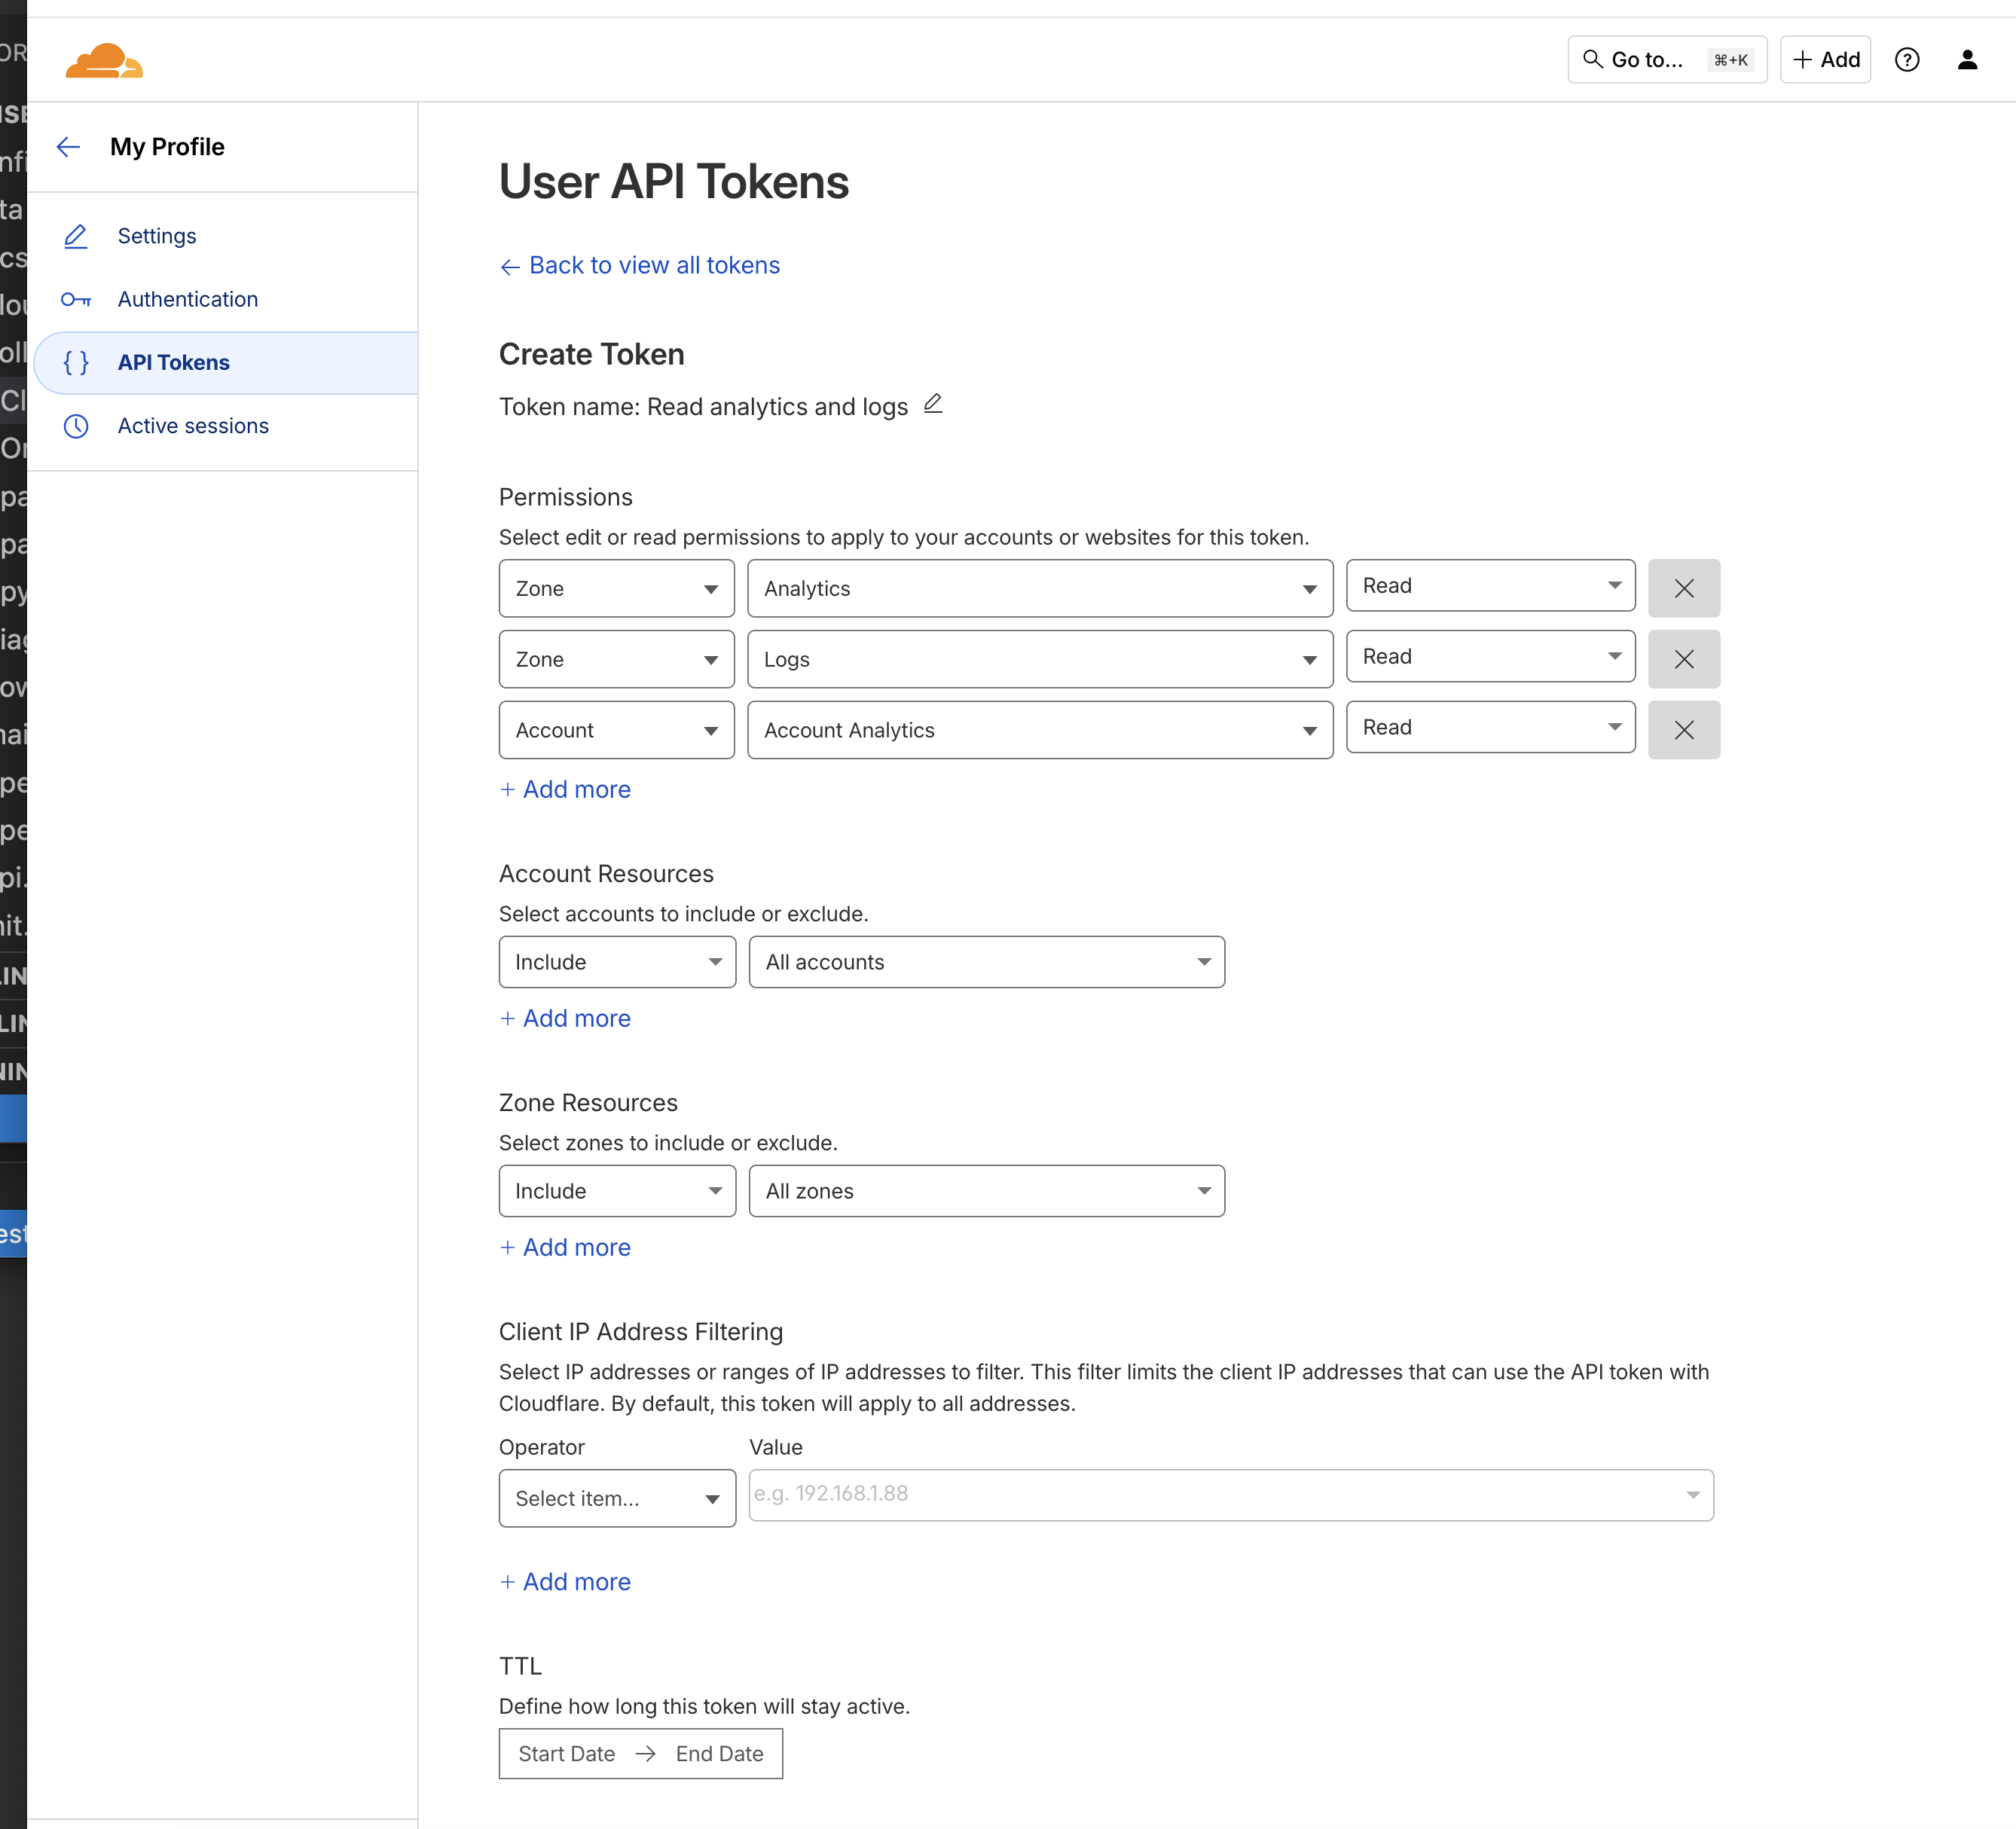 Go to...
⌘+K
+ Add
My Profile
Settings
Authentication
{ } API Tokens
Active sessions
User API Tokens
← Back to view all tokens
Create Token
Token name: Read analytics and logs
Permissions
Select edit or read permissions to apply to your accounts or websites for this token.
Zone Analytics Read
Zone Logs Read
Account Account Analytics Read
+ Add more
Account Resources
Select accounts to include or exclude.
Include All accounts
+ Add more
Zone Resources
Select zones to include or exclude.
Include All zones
+ Add more
Client IP Address Filtering
Select IP addresses or ranges of IP addresses to filter. This filter limits the client IP addresses that can use the API token with
Cloudflare. By default, this token will apply to all addresses.
Operator Value
Select item... e.g. 192.168.1.88
+ Add more
TTL
Define how long this token will stay active.
Start Date → End Date